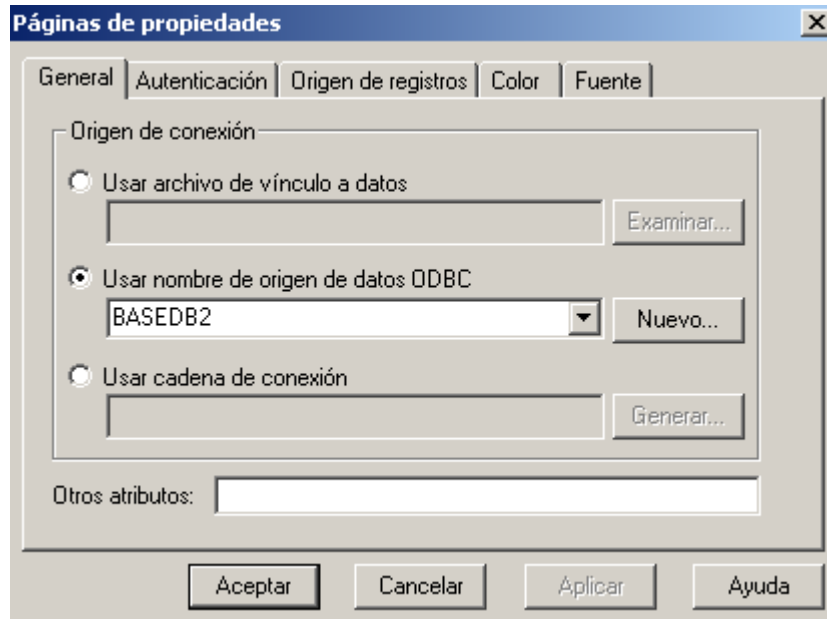 Páginas de propiedades
General Autenticación Origen de registros Color Fuente
Origen de conexión
Usar archivo de vínculo a datos
Examinar...
Usar nombre de origen de datos ODBC
BASEDB2 Nuevo...
Usar cadena de conexión
Generar...
Otros atributos:
Aceptar Cancelar Aplicar Ayuda